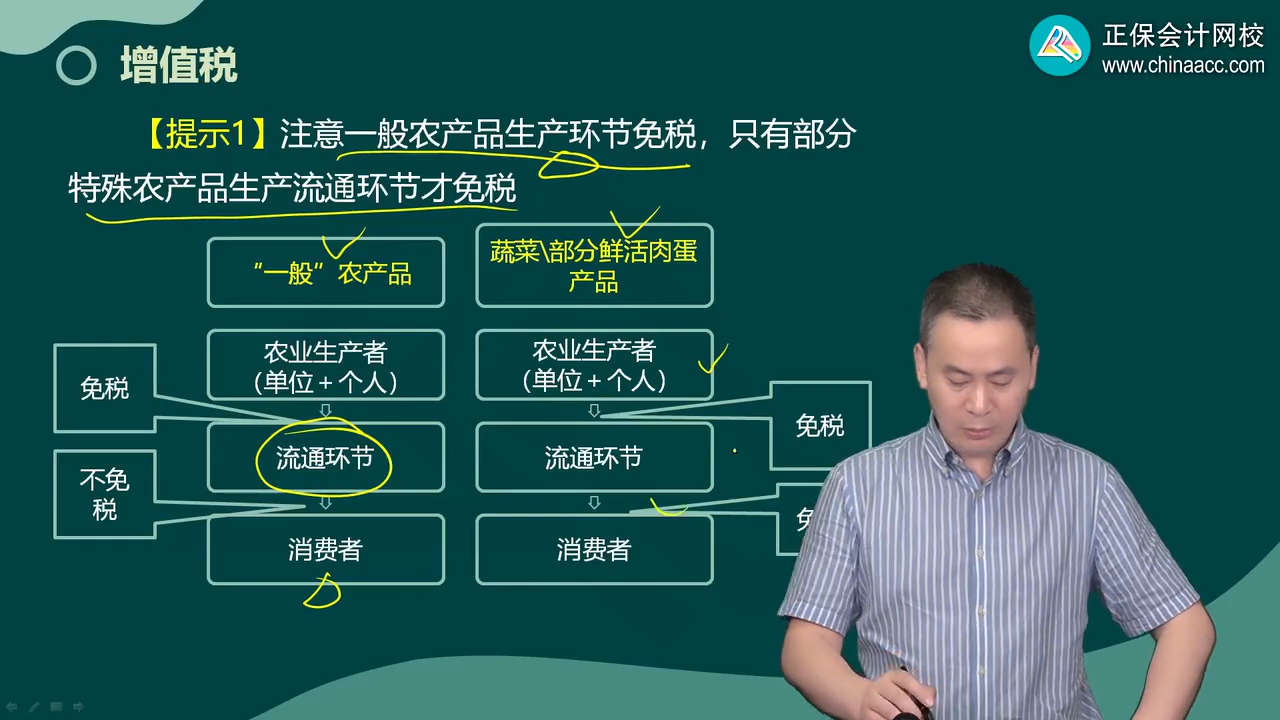 增值税
正保会计网校
www.chinaacc.com
【提示1】注意一般农产品生产环节免税，只有部分
特殊农产品生产流通环节才免税
“一般”农产品
蔬菜\部分鲜活肉蛋
产品
农业生产者
（单位＋个人）
农业生产者
（单位＋个人）
免税
免税
流通环节
流通环节
不免
税
免
消费者
消费者